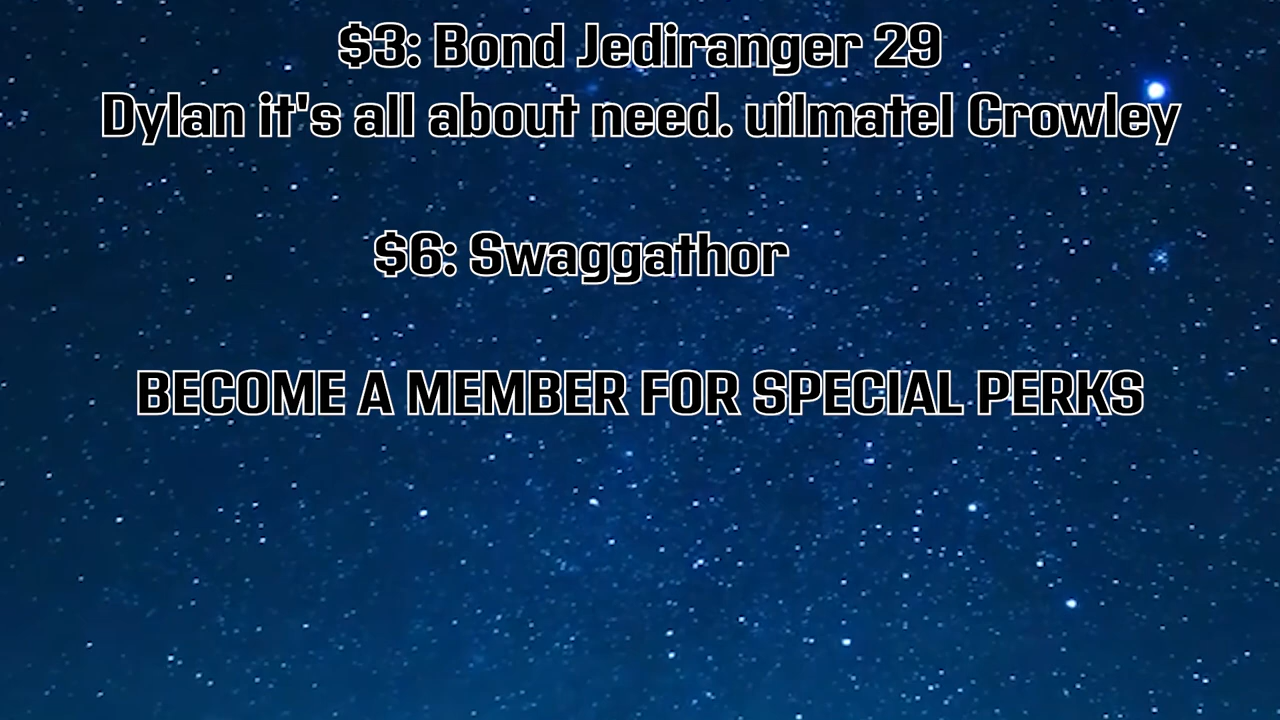 $3: Bond Jediranger 29
Dylan it's all about need. uilmatel Crowley
$6: Swaggathor
BECOME A MEMBER FOR SPECIAL PERKS